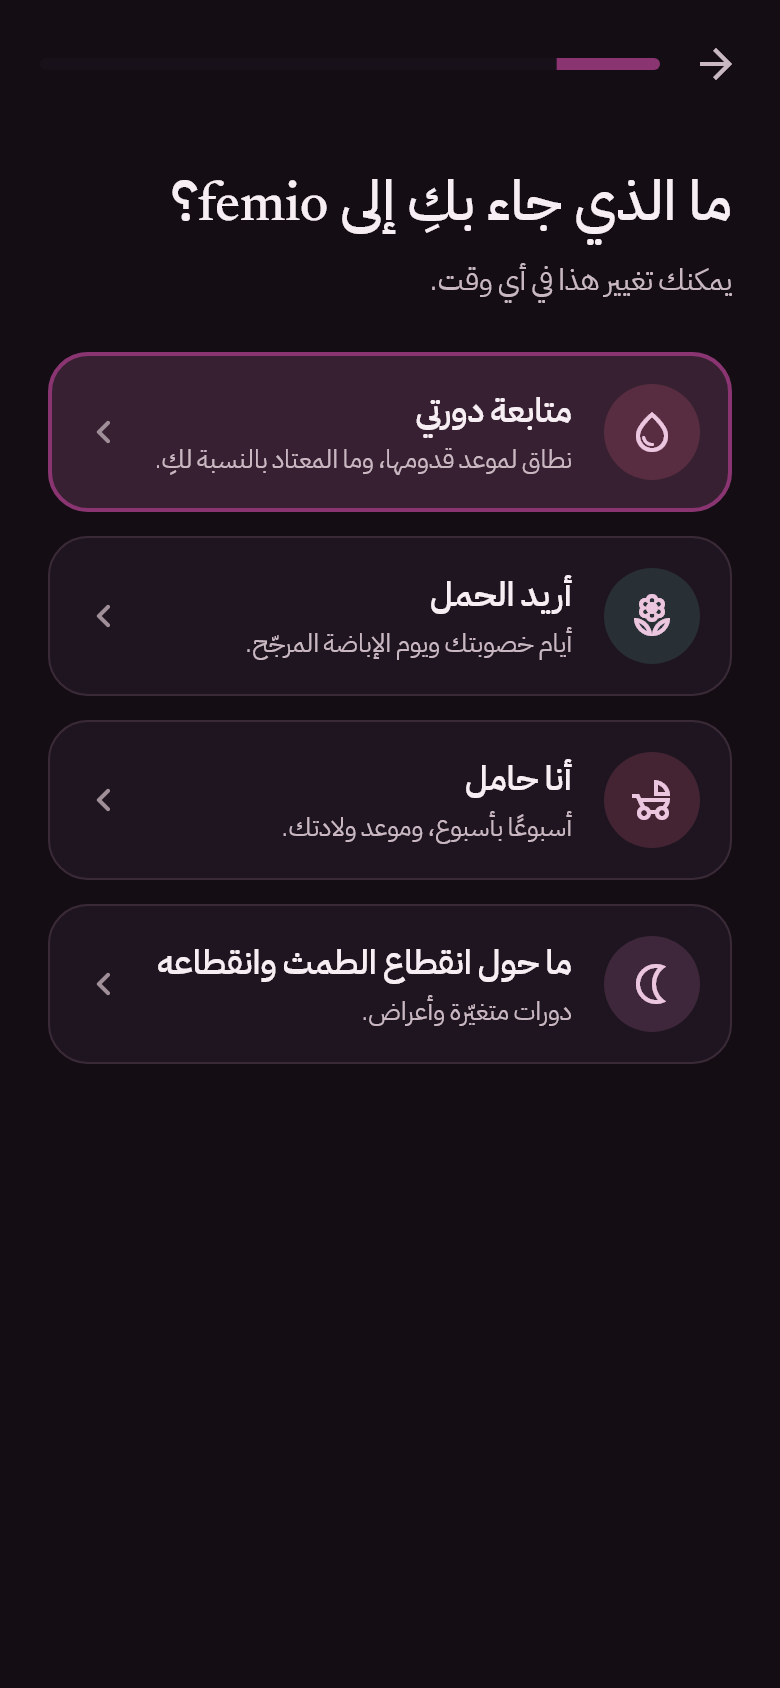 ما الذي جاء بكِ إلى femio؟
يمكنك تغيير هذا في أي وقت.
متابعة دورتي
نطاق لموعد قدومها، وما المعتاد بالنسبة لكِ.
أريد الحمل
أيام خصوبتك ويوم الإباضة المرجّح.
أنا حامل
أسبوعًا بأسبوع، وموعد ولادتك.
ما حول انقطاع الطمث وانقطاعه
دورات متغيّرة وأعراض.